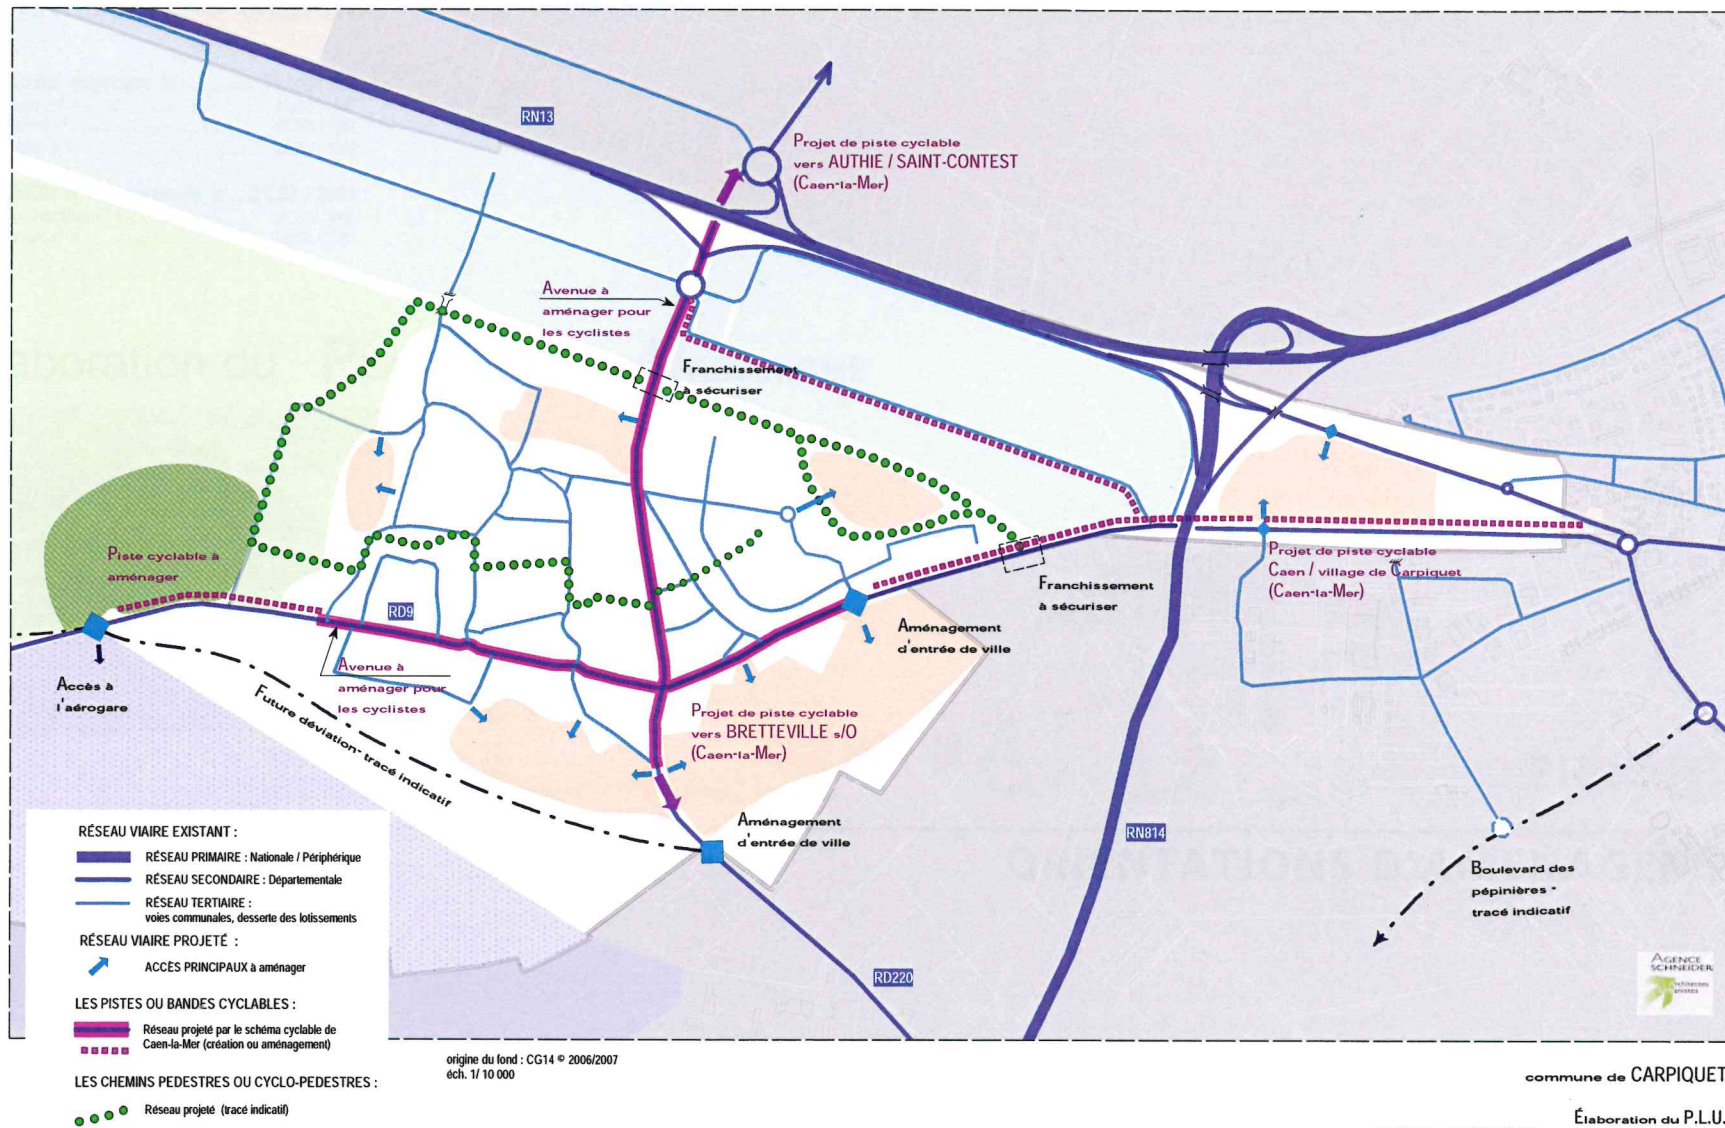 RN13
Projet de piste cyclable
vers AUTHIE / SAINT-CONTEST
(Caen-la-Mer)
Avenue à
aménager pour
les cyclistes
Franchissement
à sécuriser
Piste cyclable à
aménager
RD9
Projet de piste cyclable
Caen / village de Carpiquet
(Caen-la-Mer)
Franchissement
à sécuriser
Aménagement
d'entrée de ville
Accès à
l'aérogare
Avenue à
aménager pour
les cyclistes
Future déviation- tracé indicatif
Projet de piste cyclable
vers BRETTEVILLE s/O
(Caen-la-Mer)
Aménagement
d'entrée de ville
RN814
Boulevard des
pépinières -
tracé indicatif
RD220
RÉSEAU VIAIRE EXISTANT :
RÉSEAU PRIMAIRE : Nationale / Périphérique
RÉSEAU SECONDAIRE : Départementale
RÉSEAU TERTIAIRE :
voies communales, desserte des lotissements
RÉSEAU VIAIRE PROJETÉ :
ACCÈS PRINCIPAUX à aménager
LES PISTES OU BANDES CYCLABLES :
Réseau projeté par le schéma cyclable de
Caen-la-Mer (création ou aménagement)
LES CHEMINS PEDESTRES OU CYCLO-PEDESTRES :
Réseau projeté (tracé indicatif)
origine du fond : CG14 © 2006/2007
éch. 1/ 10 000
AGENCE
SCHNEIDER
commune de CARPIQUET
Élaboration du P.L.U.